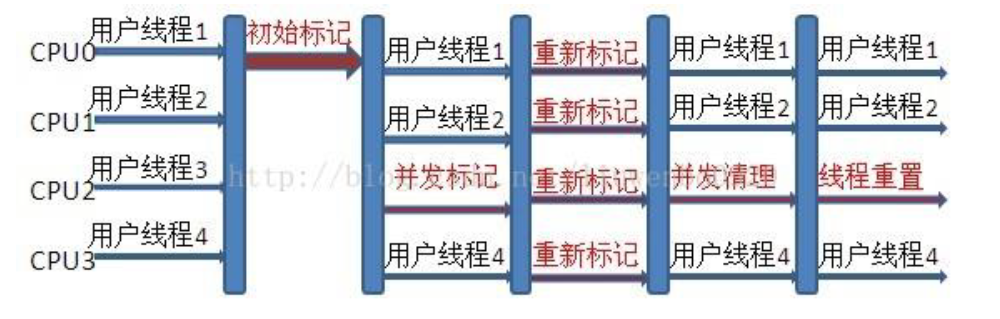 用户线程1 初始标记 用户线程1 重新标记 用户线程1 用户线程1
CPU0
用户线程2 用户线程2 重新标记 用户线程2 用户线程2
CPU1
用户线程3 并发标记 重新标记 并发清理 线程重置
CPU2
http://blog.
用户线程4 用户线程4 重新标记 用户线程4 用户线程4
CPU3